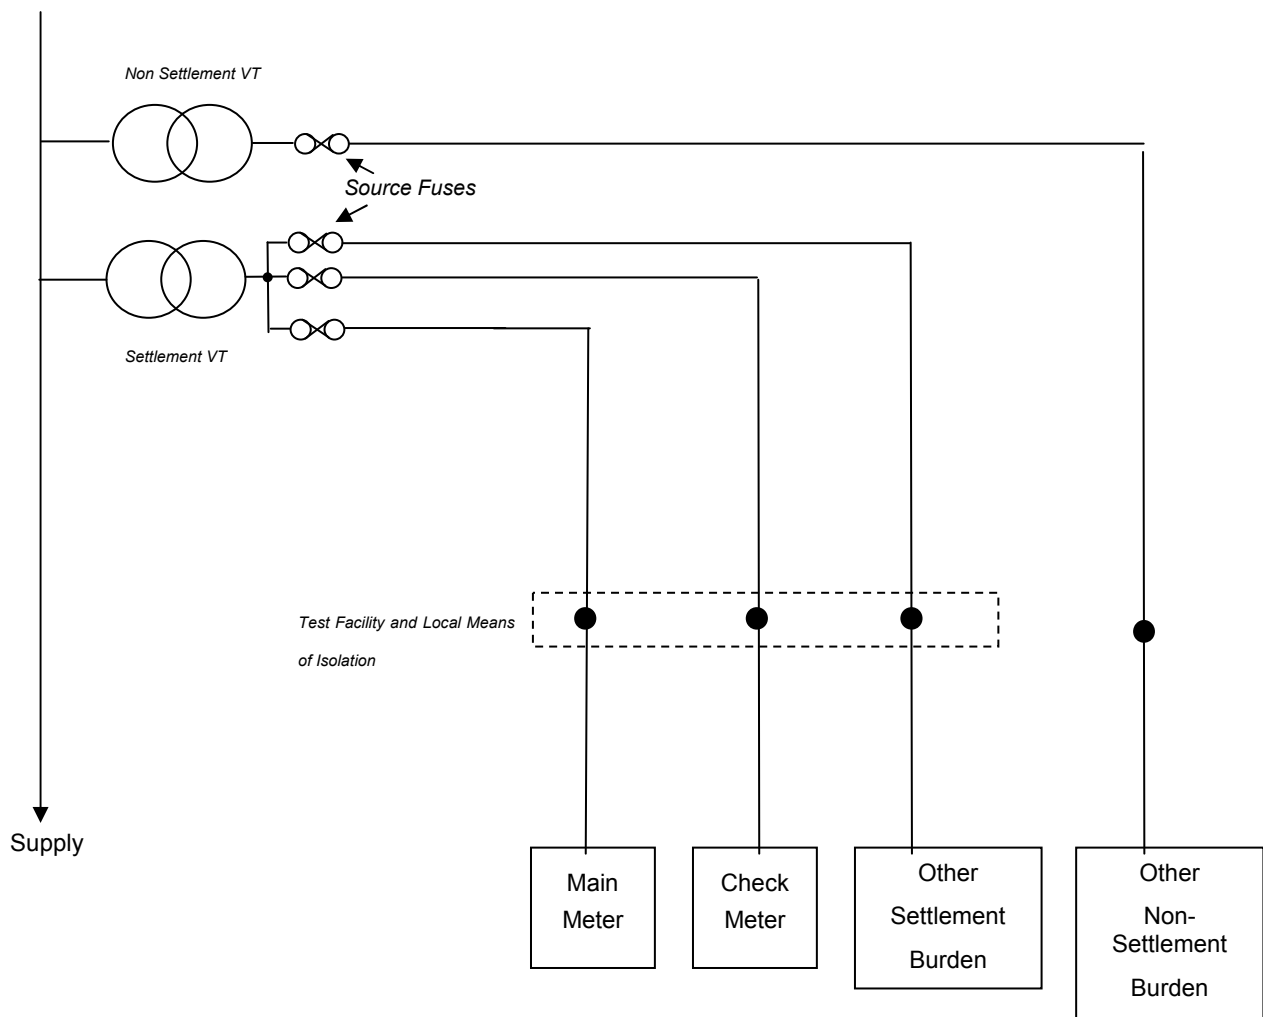 Non Settlement VT
Source Fuses
Settlement VT
Test Facility and Local Means
of Isolation
Supply
Main
Meter
Check
Meter
Other
Settlement
Burden
Other
Non-
Settlement
Burden